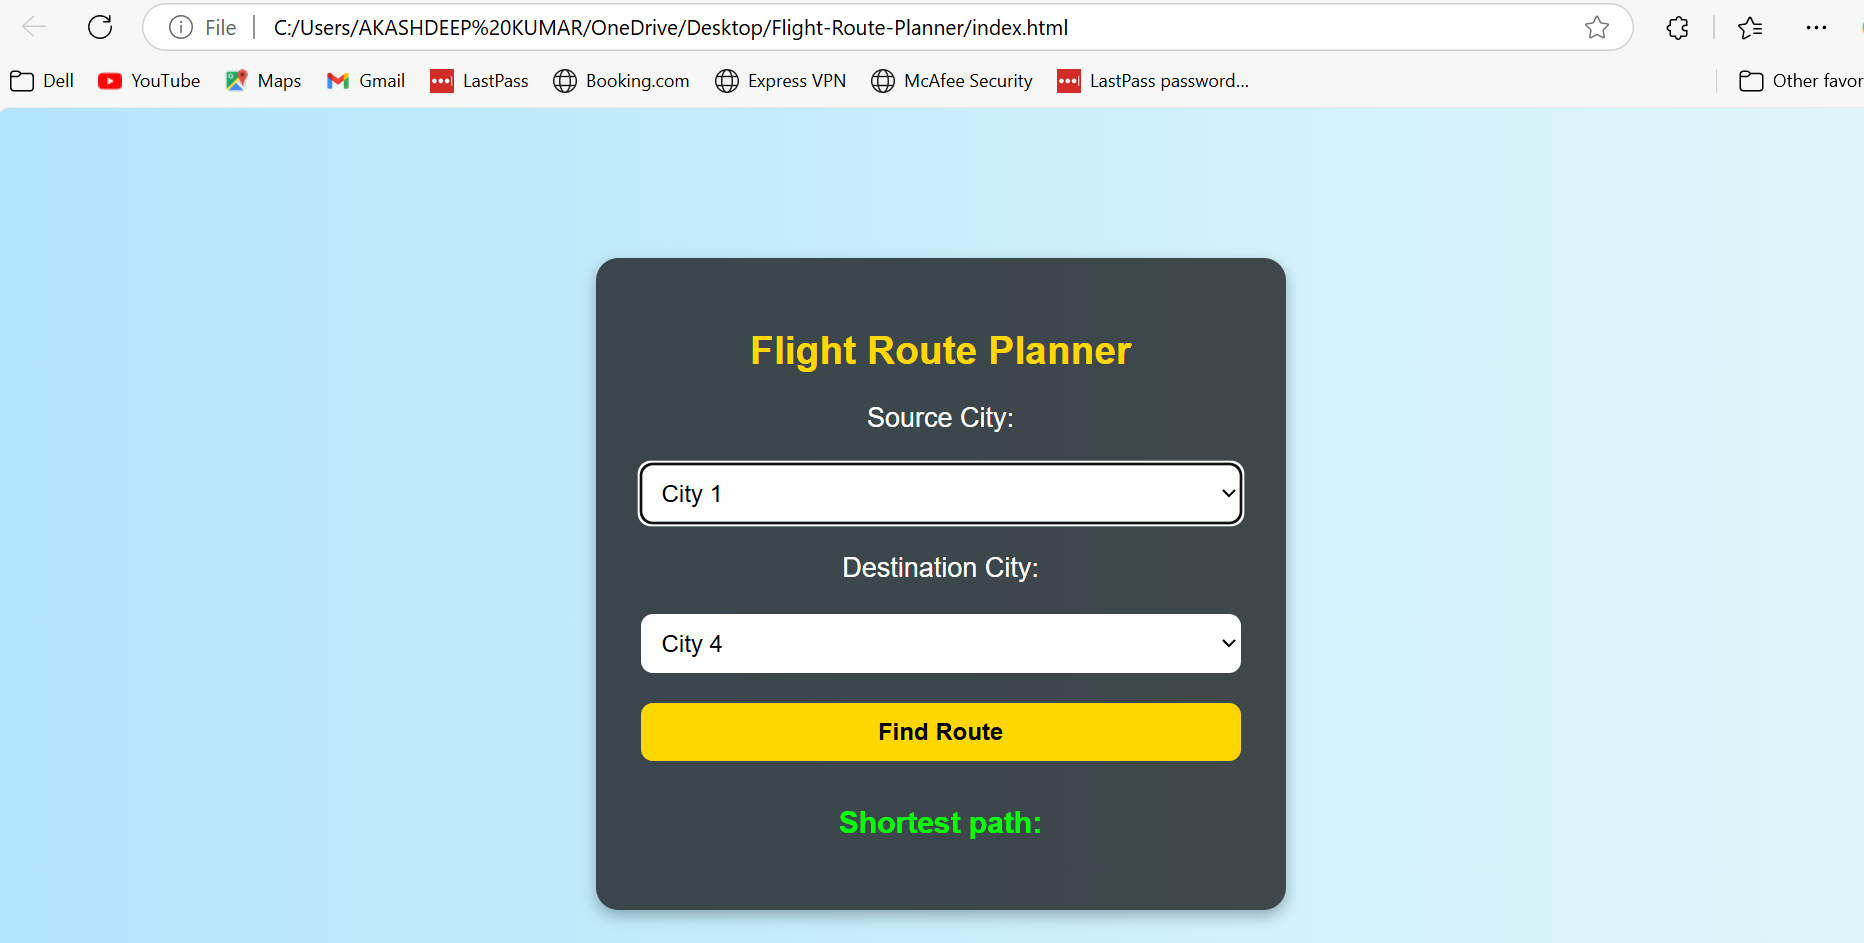 File C:/Users/AKASHDEEP%20KUMAR/OneDrive/Desktop/Flight-Route-Planner/index.html
Dell YouTube Maps Gmail LastPass Booking.com Express VPN McAfee Security LastPass password... Other favor
Flight Route Planner
Source City:
City 1
Destination City:
City 4
Find Route
Shortest path: